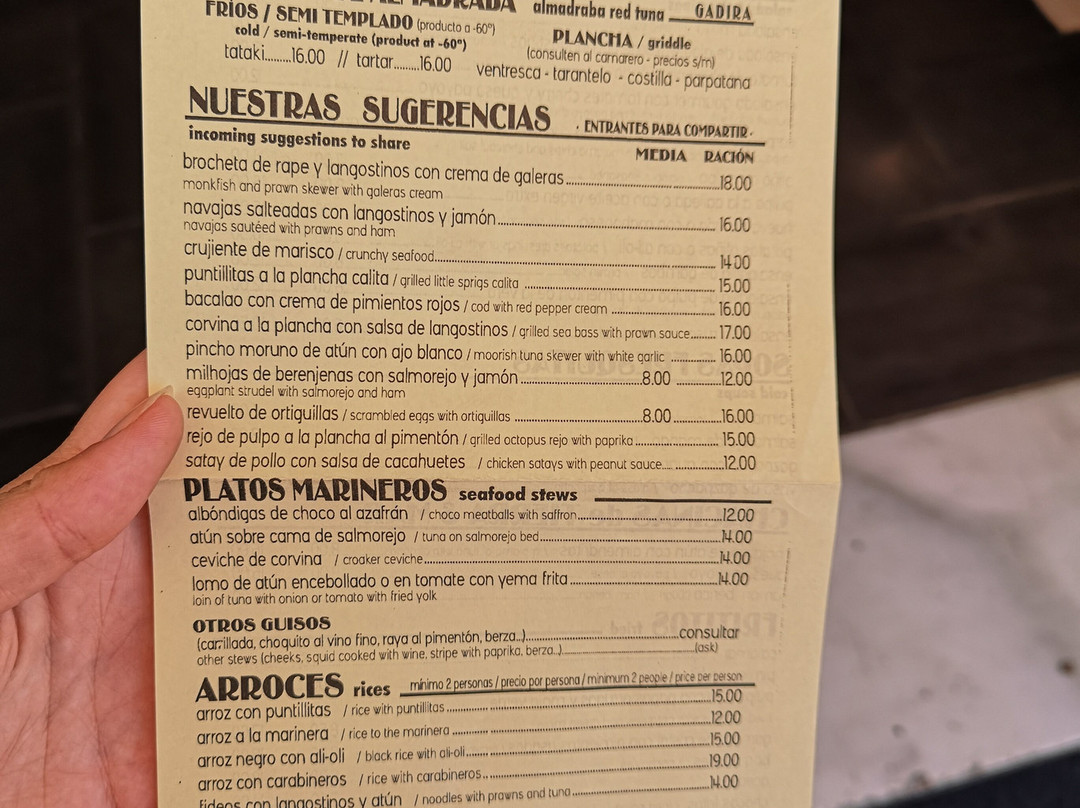 almadraba red tuna GADIRA
FRÍOS / SEMI TEMPLADO (producto a -60º)
cold / semi-temperate (product at -60º)
tataki.........16.00 // tartar........16.00
PLANCHA / griddle
(consulten al camarero - precios s/m)
ventresca - tarantelo - costilla - parpatana
NUESTRAS SUGERENCIAS · ENTRANTES PARA COMPARTIR ·
incoming suggestions to share
MEDIA RACIÓN
brocheta de rape y langostinos con crema de galeras........18.00
monkfish and prawn skewer with galeras cream
navajas salteadas con langostinos y jamón........16.00
navajas sautéed with prawns and ham
crujiente de marisco / crunchy seafood........14.00
puntillitas a la plancha calita / grilled little sprigs calita ........15.00
bacalao con crema de pimientos rojos / cod with red pepper cream ........16.00
corvina a la plancha con salsa de langostinos / grilled sea bass with prawn sauce........17.00
pincho moruno de atún con ajo blanco / moorish tuna skewer with white garlic ........16.00
milhojas de berenjenas con salmorejo y jamón........8.00 ........12.00
eggplant strudel with salmorejo and ham
revuelto de ortiguillas / scrambled eggs with ortiguillas ........8.00 ........16.00
rejo de pulpo a la plancha al pimentón / grilled octopus rejo with paprika........15.00
satay de pollo con salsa de cacahuetes / chicken satays with peanut sauce........12.00
PLATOS MARINEROS seafood stews
albóndigas de choco al azafrán / choco meatballs with saffron........12.00
atún sobre cama de salmorejo / tuna on salmorejo bed........14.00
ceviche de corvina / croaker ceviche........14.00
lomo de atún encebollado o en tomate con yema frita........14.00
loin of tuna with onion or tomato with fried yolk
OTROS GUISOS
(carrillada, choquito al vino fino, raya al pimentón, berza..)........consultar
other stews (cheeks, squid cooked with wine, stripe with paprika, berza..)........(ask)
ARROCES rices mínimo 2 personas / precio por persona / minimum 2 people / price per person
arroz con puntillitas / rice with puntillitas ........15.00
arroz a la marinera / rice to the marinera ........12.00
arroz negro con ali-oli / black rice with ali-oli........15.00
arroz con carabineros / rice with carabineros........19.00
fideos con langostinos y atún / noodles with prawns and tuna........14.00